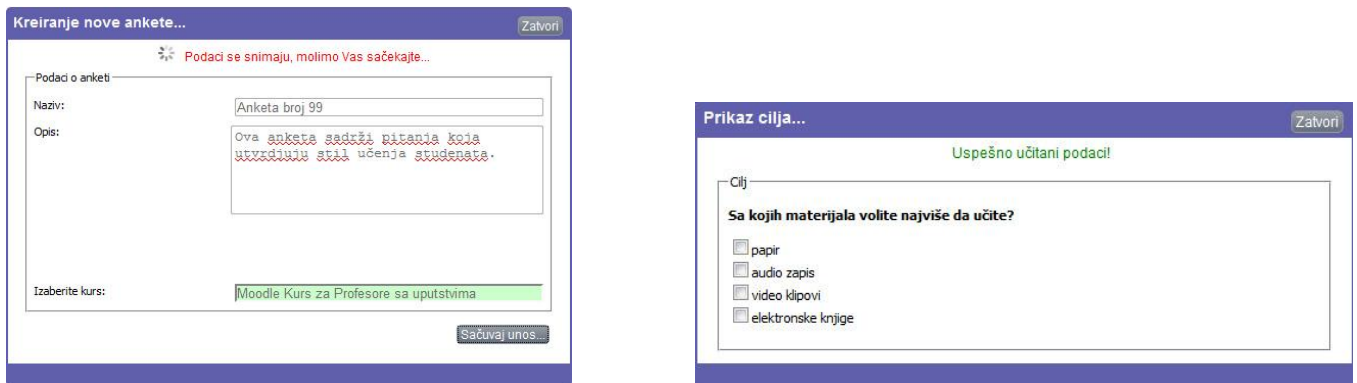 Kreiranje nove ankete...
Zatvori
Podaci se snimaju, molimo Vas sačekajte...
Podaci o anketi
Naziv:
Anketa broj 99
Opis:
Ova anketa sadrži pitanja koja
utvrdjuju stil učenja studenata.
Izaberite kurs:
Moodle Kurs za Profesore sa uputstvima
Sačuvaj unos...
Prikaz cilja...
Zatvori
Uspešno učitani podaci!
Cilj
Sa kojih materijala volite najviše da učite?
papir
audio zapis
video klipovi
elektronske knjige